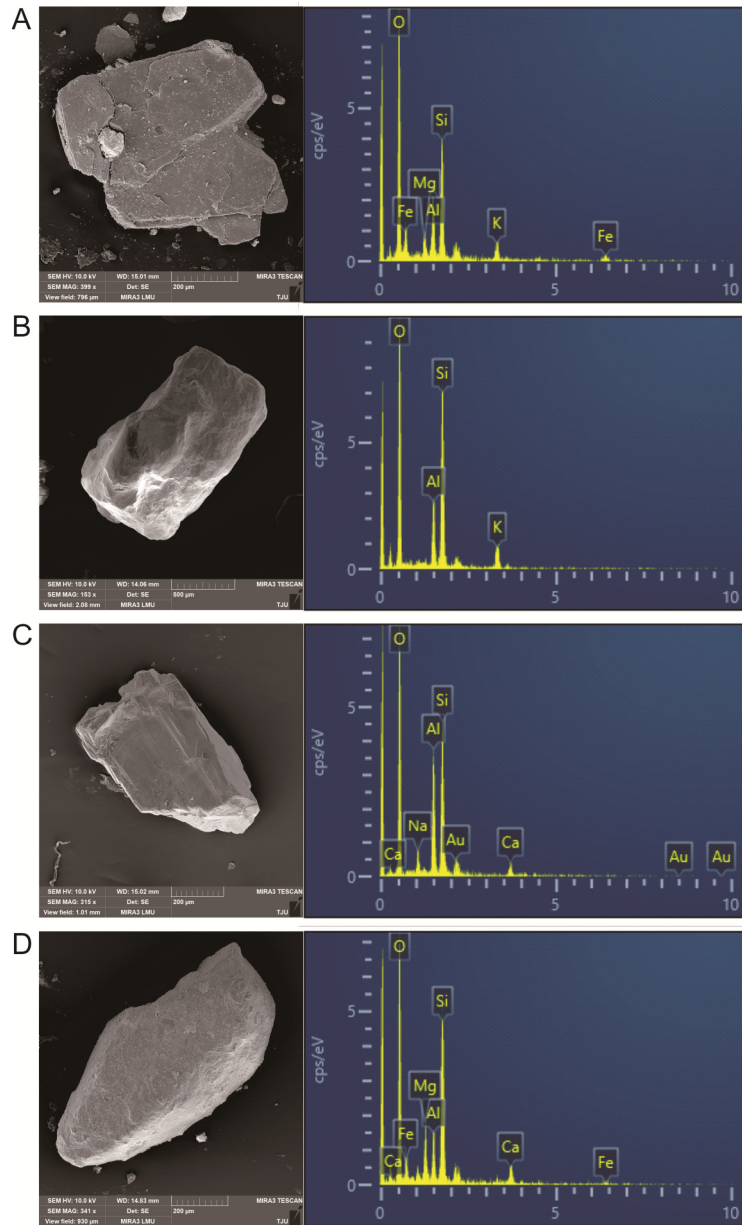 A
O
Si
Mg
Fe
Al
K
Fe
cps/eV
5
0
0
5
10
SEM HV: 10.0 kV WD: 15.01 mm MIRA3 TESCAN
SEM MAG: 399 x Det: SE 200 µm
View field: 796 µm MIRA3 LMU TJU
B
O
Si
Al
K
cps/eV
5
0
0
5
10
SEM HV: 10.0 kV WD: 14.06 mm MIRA3 TESCAN
SEM MAG: 153 x Det: SE 500 µm
View field: 2.08 mm MIRA3 LMU TJU
C
O
Si
Al
Na
Au
Ca
Ca
Au
Au
cps/eV
5
0
0
5
10
SEM HV: 10.0 kV WD: 15.02 mm MIRA3 TESCAN
SEM MAG: 315 x Det: SE 200 µm
View field: 1.01 mm MIRA3 LMU TJU
D
O
Si
Mg
Al
Fe
Ca
Ca
Fe
cps/eV
5
0
0
5
10
SEM HV: 10.0 kV WD: 14.83 mm MIRA3 TESCAN
SEM MAG: 341 x Det: SE 200 µm
View field: 930 µm MIRA3 LMU TJU